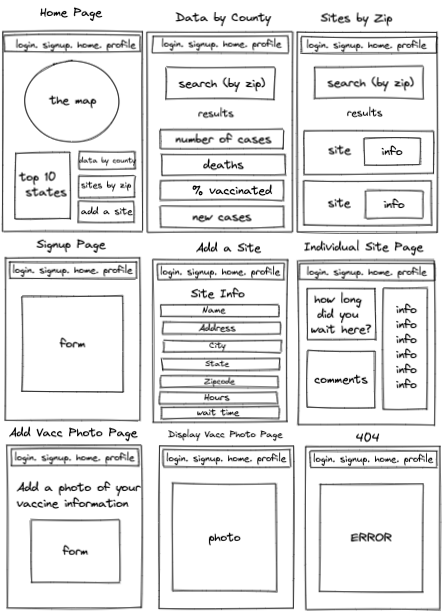 Home Page
login. signup. home. profile
the map
top 10
states
data by county
sites by zip
add a site
Data by County
login. signup. home. profile
search (by zip)
results
number of cases
deaths
% vaccinated
new cases
Sites by Zip
login. signup. home. profile
search (by zip)
results
site
info
site
info
Signup Page
login. signup. home. profile
form
Add a Site
login. signup. home. profile
Site Info
Name
Address
City
State
Zipcode
Hours
wait time
Individual Site Page
login. signup. home. profile
how long
did you
wait here?
comments
info
info
info
info
info
info
Add Vacc Photo Page
login. signup. home. profile
Add a photo of your
vaccine information
form
Display Vacc Photo Page
login. signup. home. profile
photo
404
login. signup. home. profile
ERROR